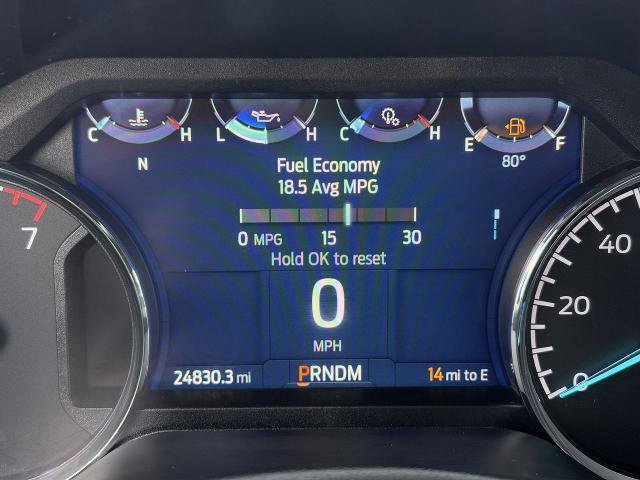 C H L H C H E F
N 80°
Fuel Economy
18.5 Avg MPG
0 MPG 15 30
Hold OK to reset
7
40
20
0
0
MPH
24830.3 mi PRNDM 14 mi to E